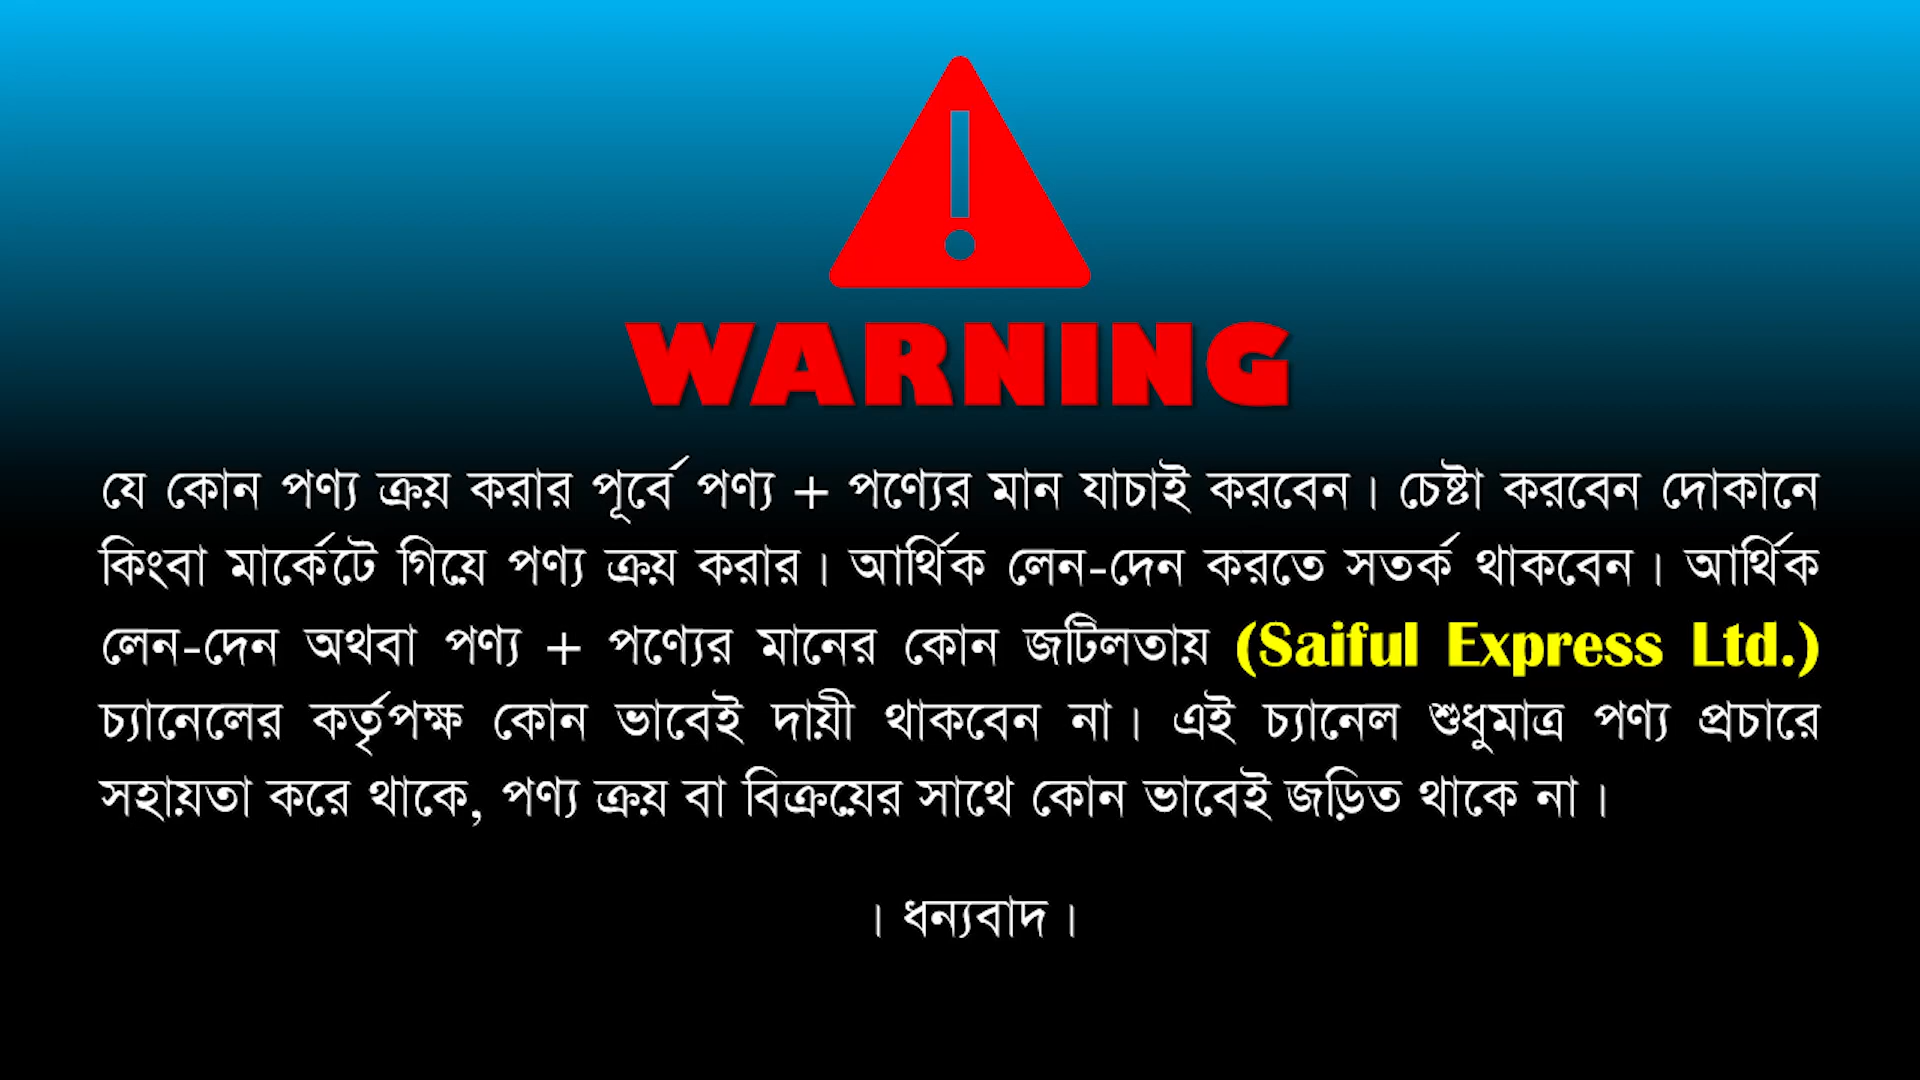 WARNING
যে কোন পণ্য ক্রয় করার পূর্বে পণ্য + পণ্যের মান যাচাই করবেন। চেষ্টা করবেন দোকানে
কিংবা মার্কেটে গিয়ে পণ্য ক্রয় করার। আর্থিক লেন-দেন করতে সতর্ক থাকবেন। আর্থিক
লেন-দেন অথবা পণ্য + পণ্যের মানের কোন জটিলতায় (Saiful Express Ltd.)
চ্যানেলের কর্তৃপক্ষ কোন ভাবেই দায়ী থাকবেন না। এই চ্যানেল শুধুমাত্র পণ্য প্রচারে
সহায়তা করে থাকে, পণ্য ক্রয় বা বিক্রয়ের সাথে কোন ভাবেই জড়িত থাকে না।
। ধন্যবাদ ।